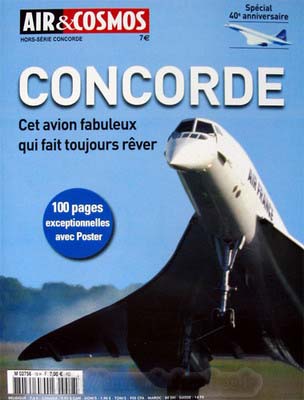 AIR&COSMOS
HORS-SÉRIE CONCORDE
7€
Spécial
40e anniversaire
CONCORDE
Cet avion fabuleux
qui fait toujours rêver
100 pages
exceptionnelles
avec Poster
AIR FRANCE